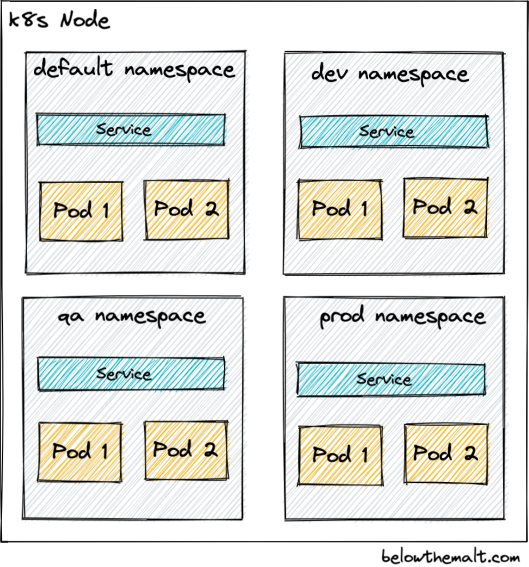 k8s Node
default namespace
Service
Pod 1
Pod 2
dev namespace
Service
Pod 1
Pod 2
qa namespace
Service
Pod 1
Pod 2
prod namespace
Service
Pod 1
Pod 2
belowthemalt.com